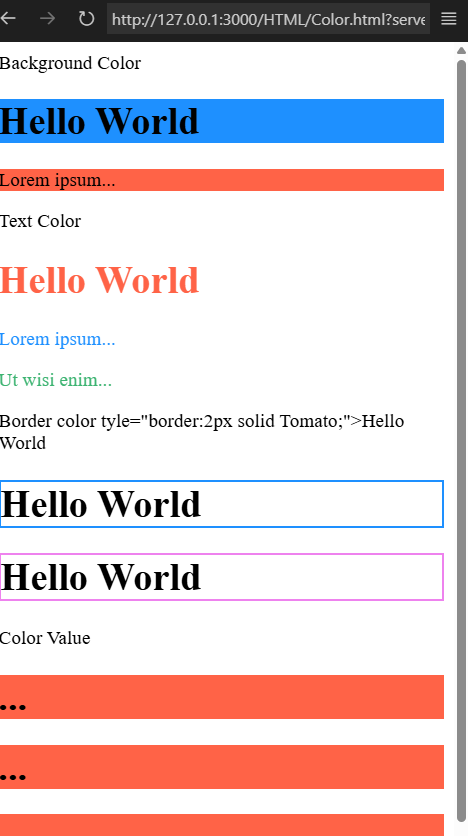 http://127.0.0.1:3000/HTML/Color.html?serve
Background Color
Hello World
Lorem ipsum...
Text Color
Hello World
Lorem ipsum...
Ut wisi enim...
Border color tyle="border:2px solid Tomato;">Hello
World
Hello World
Hello World
Color Value
...
...